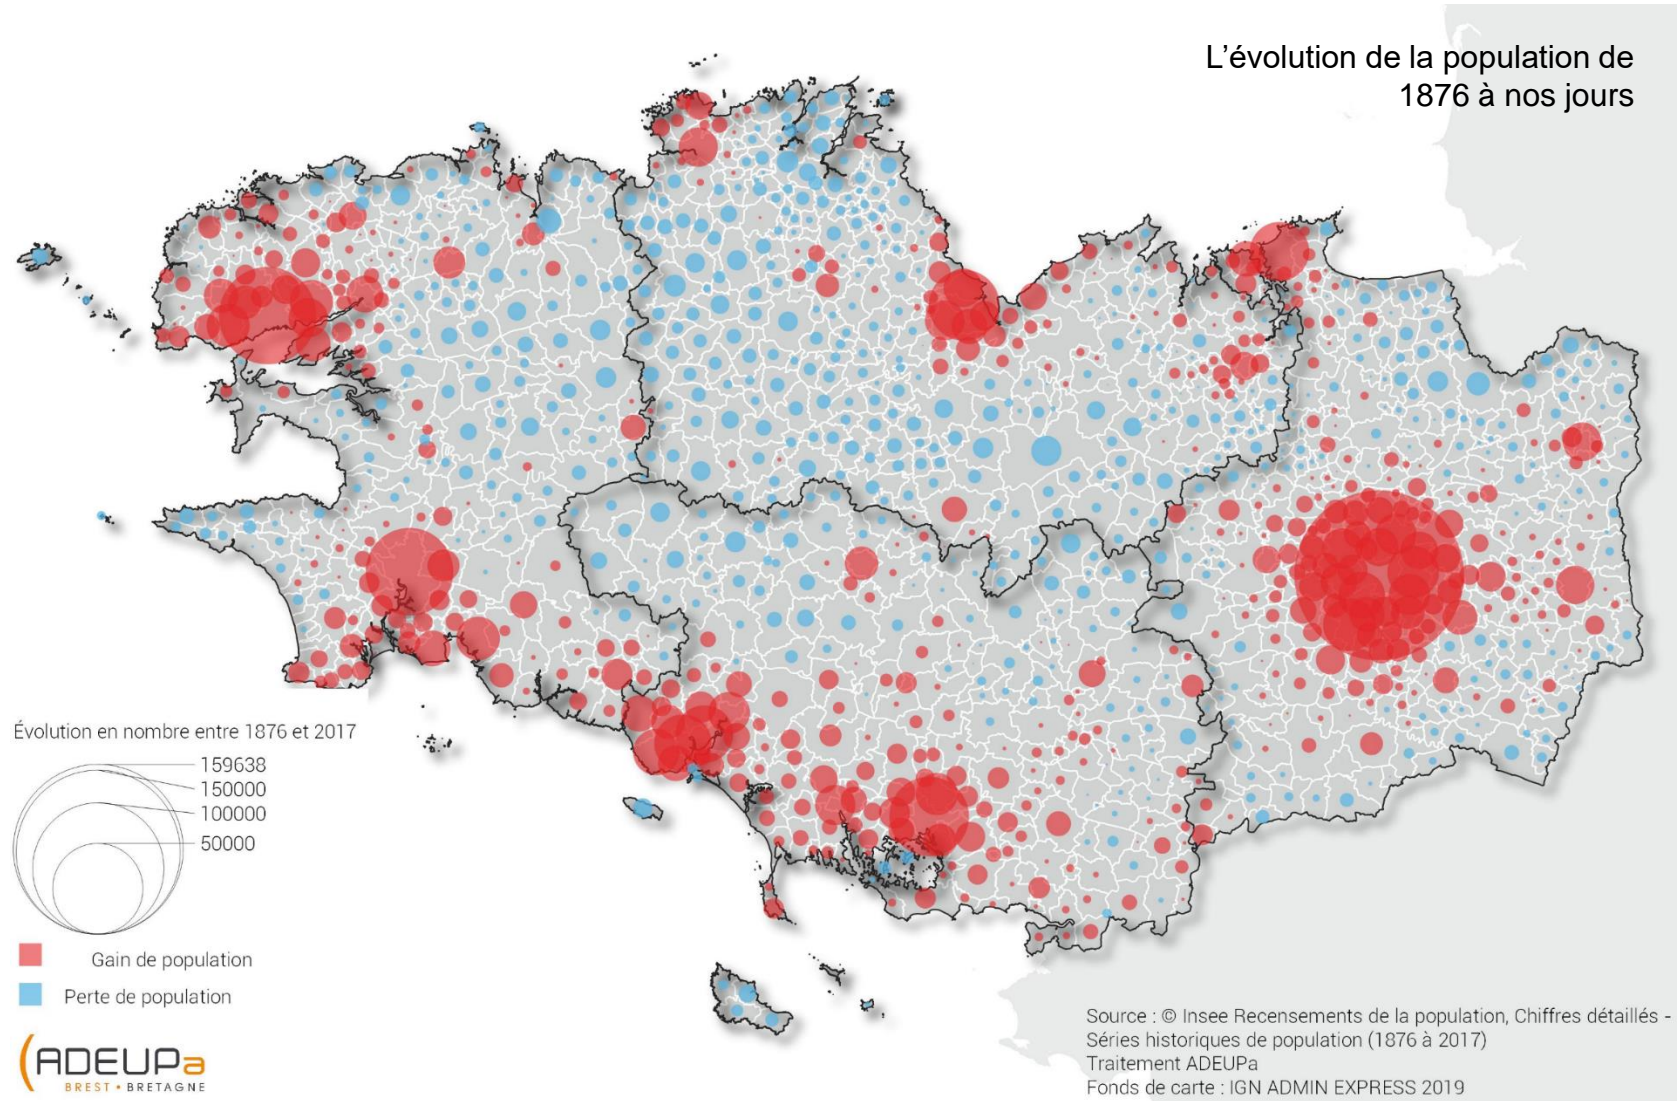 L'évolution de la population de
1876 à nos jours
Évolution en nombre entre 1876 et 2017
159638
150000
100000
50000
Gain de population
Perte de population
ADEUPa
BREST • BRETAGNE
Source : © Insee Recensements de la population, Chiffres détaillés -
Séries historiques de population (1876 à 2017)
Traitement ADEUPa
Fonds de carte : IGN ADMIN EXPRESS 2019